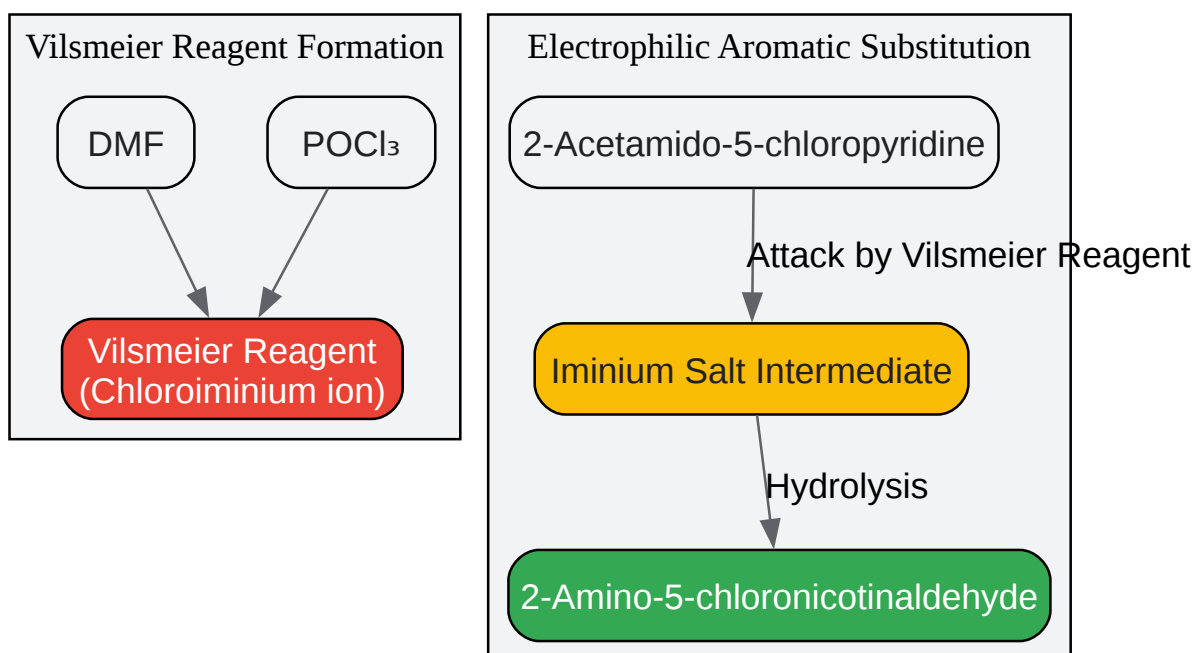 Vilsmeier Reagent Formation
DMF
POCl₃
Vilsmeier Reagent
(Chloroiminium ion)
Electrophilic Aromatic Substitution
2-Acetamido-5-chloropyridine
Attack by Vilsmeier Reagent
Iminium Salt Intermediate
Hydrolysis
2-Amino-5-chloronicotinaldehyde